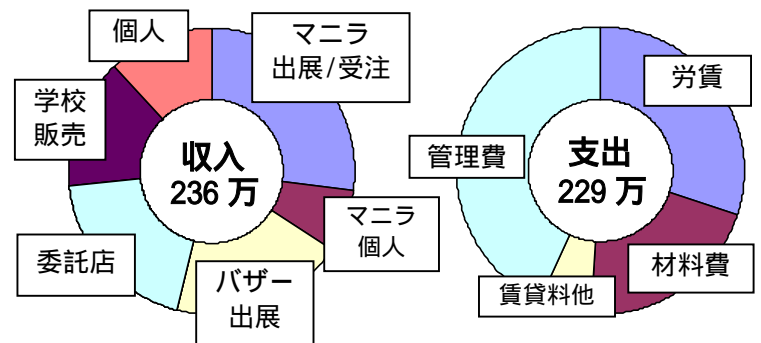 個人
マニラ
出展/受注
学校
販売
収入
236 万
マニラ
個人
委託店
バザー
出展
労賃
管理費
支出
229 万
材料費
賃貸料他